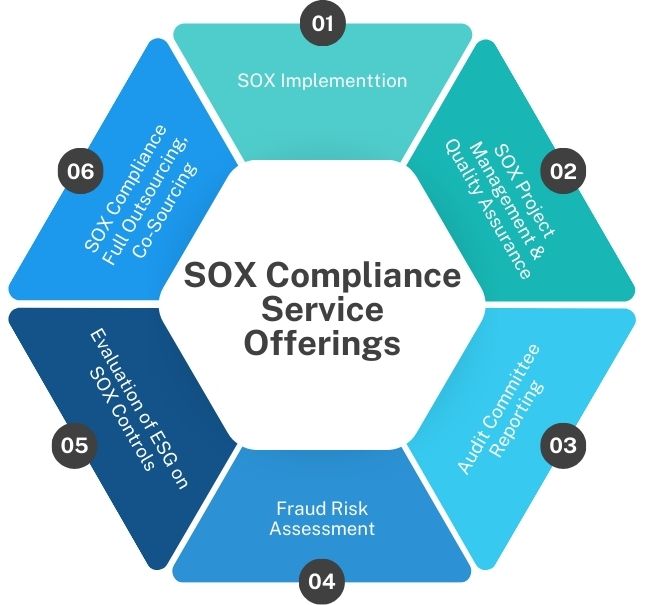 01
SOX Implementtion
02
SOX Project
Management &
Quality Assurance
03
Audit Committee
Reporting
04
Fraud Risk
Assessment
05
Evaluation of ESG on
SOX Controls
06
SOX Compliance
Full Outsourcing,
Co-Sourcing
SOX Compliance
Service
Offerings